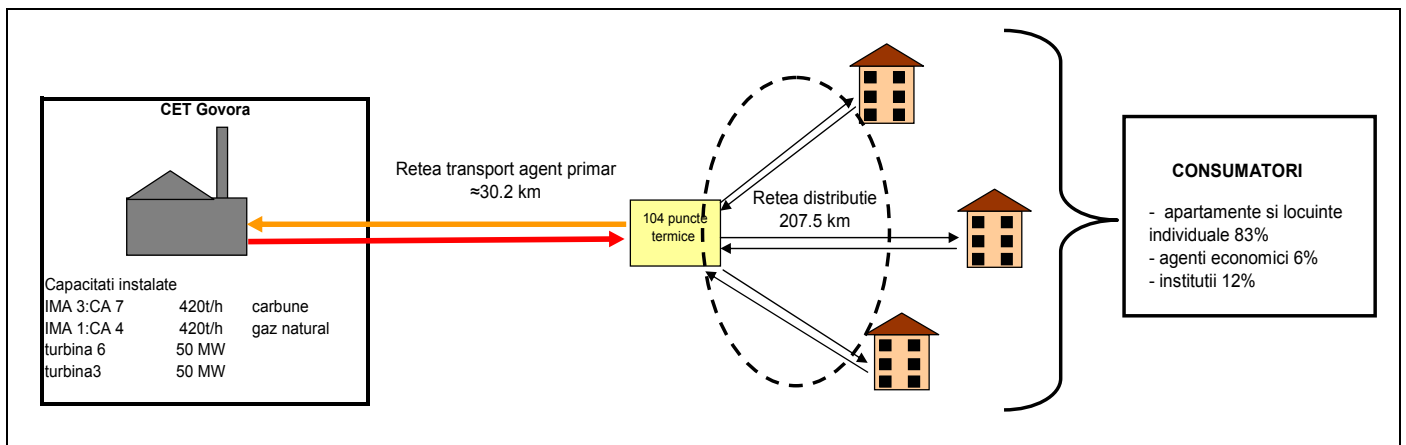 CET Govora
Capacitati instalate
IMA 3:CA 7 420t/h carbune
IMA 1:CA 4 420t/h gaz natural
turbina 6 50 MW
turbina3 50 MW
Retea transport agent primar
≈30.2 km
104 puncte
termice
Retea distributie
207.5 km
CONSUMATORI
- apartamente si locuinte
individuale 83%
- agenti economici 6%
- institutii 12%